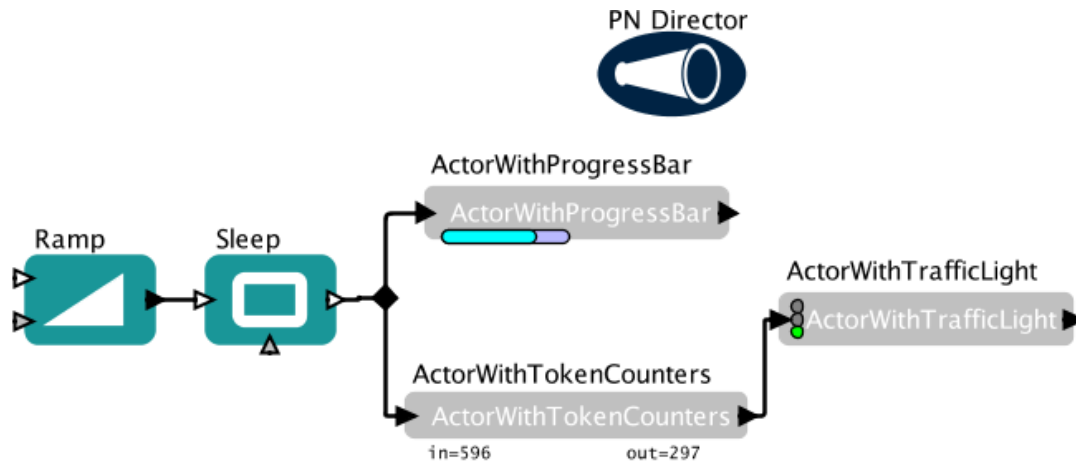 PN Director
ActorWithProgressBar
ActorWithProgressBar
Ramp
Sleep
ActorWithTrafficLight
ActorWithTrafficLight
ActorWithTokenCounters
ActorWithTokenCounters
in=596 out=297